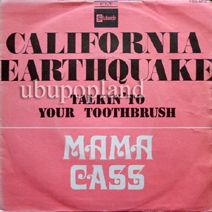 Stateside
CALIFORNIA
EARTHQUAKE
ubupopland
TALKIN TO
YOUR TOOTHBRUSH
MAMA
CASS